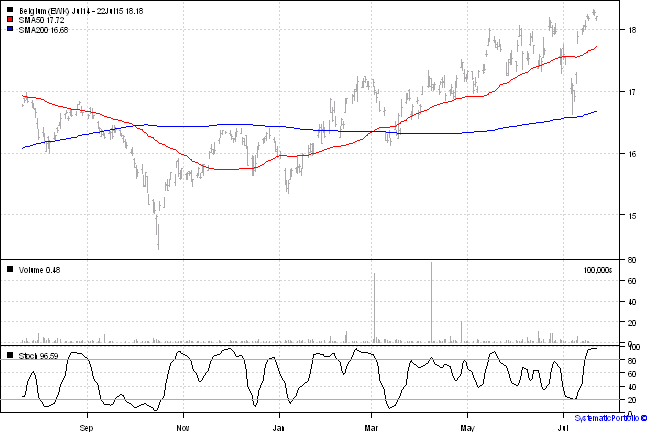 Belgium (EWK) Jul14 - 22Jul15 18.18
SMA50 17.72
SMA200 16.68
18
17
16
15
Volume 0.48
100,000s
80
60
40
20
0
Stoch 96.59
100
80
60
40
20
0
Sep Nov Jan Mar May Jul
SystematicPortfolio ©